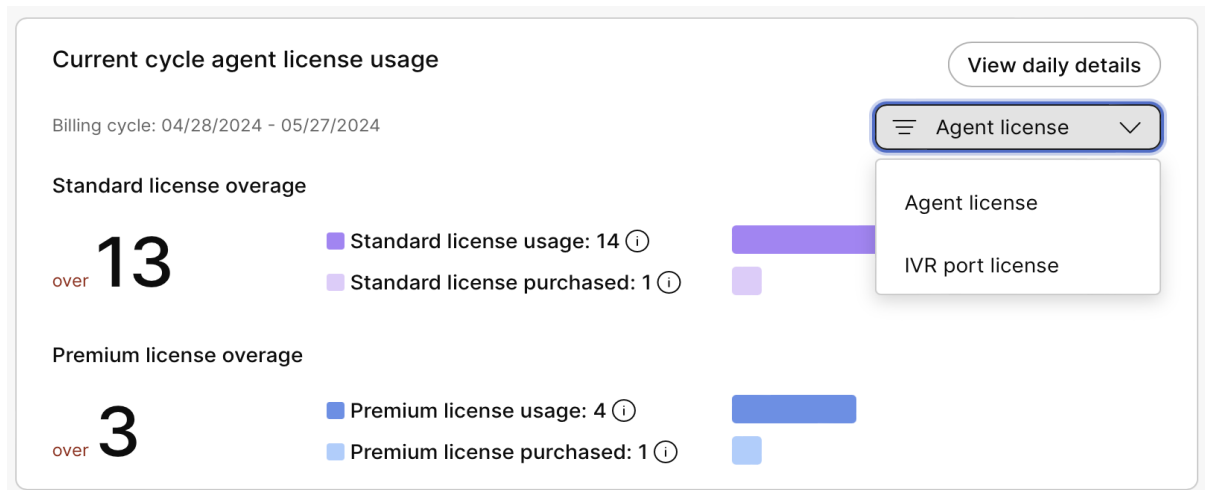 Current cycle agent license usage
View daily details
Billing cycle: 04/28/2024 - 05/27/2024
Agent license
Agent license
IVR port license
Standard license overage
over 13
Standard license usage: 14
Standard license purchased: 1
Premium license overage
over 3
Premium license usage: 4
Premium license purchased: 1